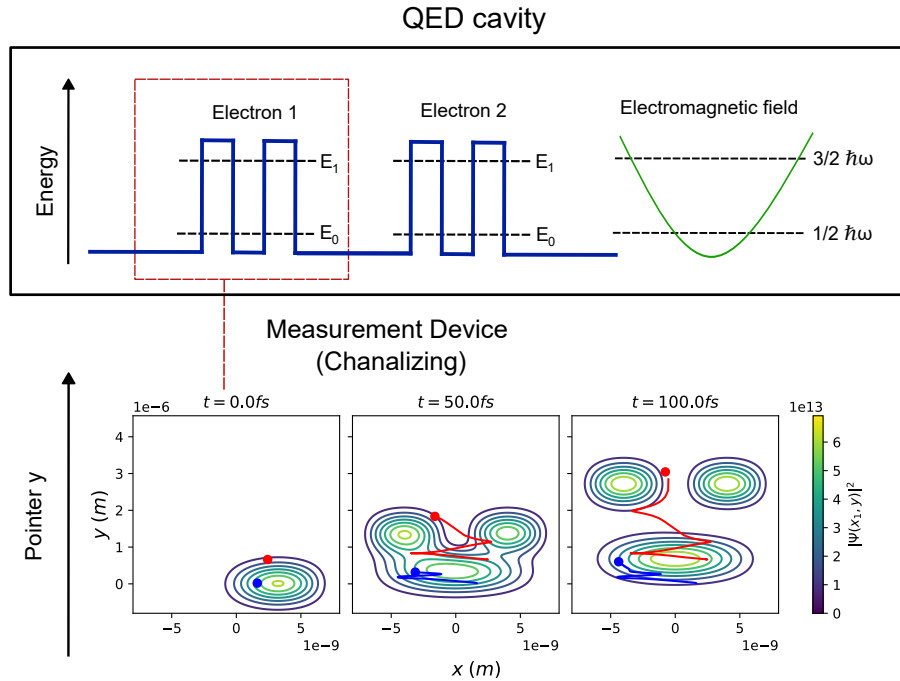 QED cavity
Energy
Electron 1
E₁
E₀
Electron 2
E₁
E₀
Electromagnetic field
3/2 ℏω
1/2 ℏω
Measurement Device
(Chanalizing)
Pointer y
1e−6
t = 0.0fs
t = 50.0fs
t = 100.0fs
1e13
y (m)
4
3
2
1
0
−5
0
5
1e−9
−5
0
5
1e−9
−5
0
5
1e−9
x (m)
6
5
4
3
2
1
0
|Ψ(x₁, y)|²